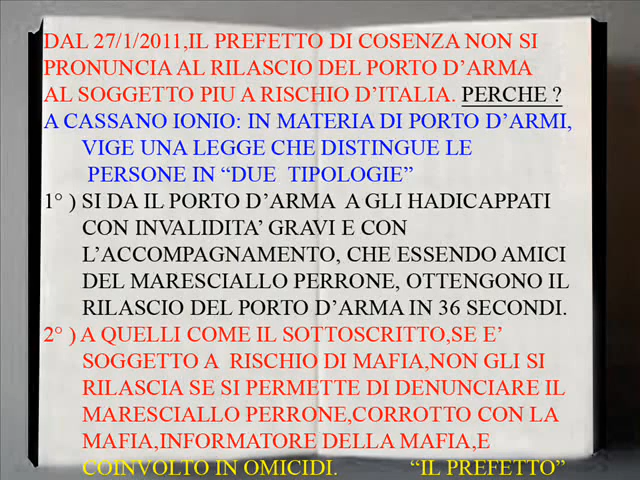 DAL 27/1/2011,IL PREFETTO DI COSENZA NON SI
PRONUNCIA AL RILASCIO DEL PORTO D’ARMA
AL SOGGETTO PIU A RISCHIO D’ITALIA. PERCHE ?
A CASSANO IONIO: IN MATERIA DI PORTO D’ARMI,
VIGE UNA LEGGE CHE DISTINGUE LE
PERSONE IN “DUE TIPOLOGIE”
1° ) SI DA IL PORTO D’ARMA A GLI HADICAPPATI
CON INVALIDITA’ GRAVI E CON
L’ACCOMPAGNAMENTO, CHE ESSENDO AMICI
DEL MARESCIALLO PERRONE, OTTENGONO IL
RILASCIO DEL PORTO D’ARMA IN 36 SECONDI.
2° ) A QUELLI COME IL SOTTOSCRITTO,SE E’
SOGGETTO A RISCHIO DI MAFIA,NON GLI SI
RILASCIA SE SI PERMETTE DI DENUNCIARE IL
MARESCIALLO PERRONE,CORROTTO CON LA
MAFIA,INFORMATORE DELLA MAFIA,E
COINVOLTO IN OMICIDI. “IL PREFETTO”